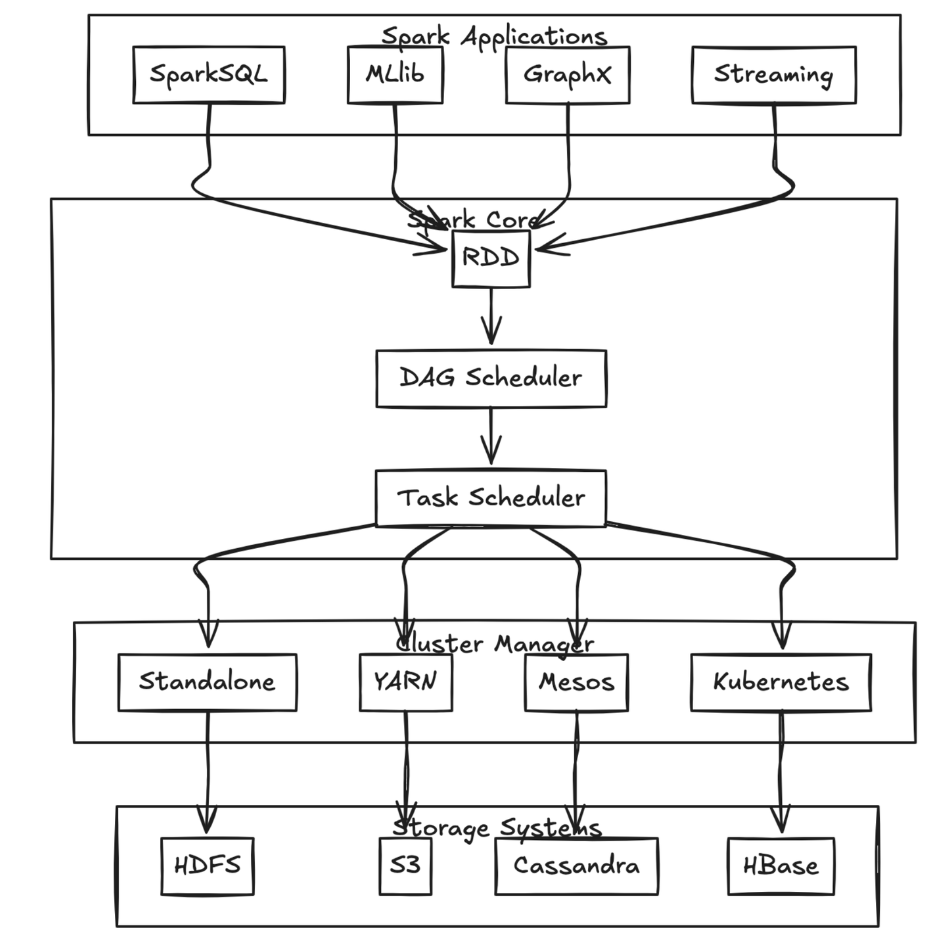 Spark Applications
SparkSQL
MLlib
GraphX
Streaming
Spark Core
RDD
DAG Scheduler
Task Scheduler
Cluster Manager
Standalone
YARN
Mesos
Kubernetes
Storage Systems
HDFS
S3
Cassandra
HBase